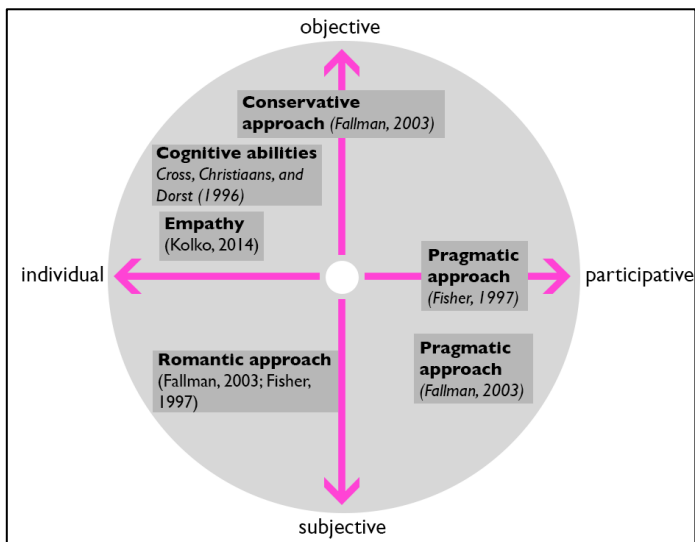 objective
Conservative
approach (Fallman, 2003)
Cognitive abilities
Cross, Christiaans, and
Dorst (1996)
Empathy
(Kolko, 2014)
individual
Pragmatic
approach
(Fisher, 1997)
participative
Romantic approach
(Fallman, 2003; Fisher,
1997)
Pragmatic
approach
(Fallman, 2003)
subjective